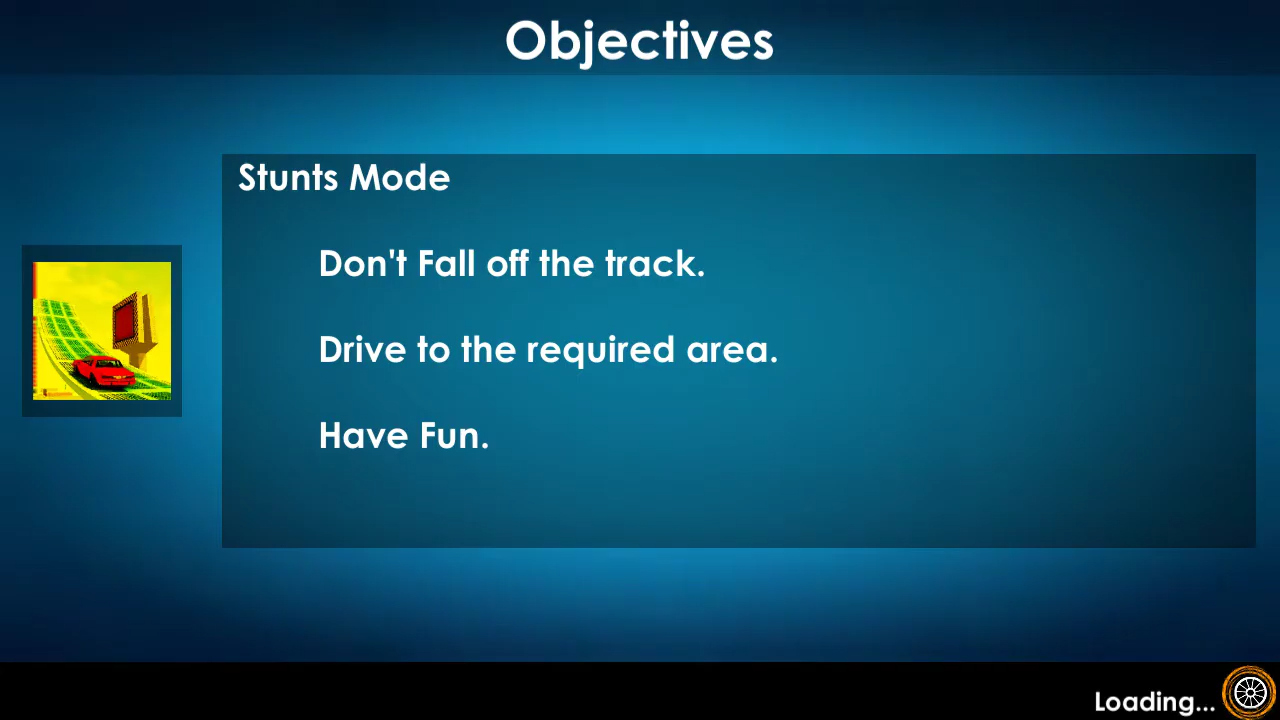 Objectives
Stunts Mode
Don't Fall off the track.
Drive to the required area.
Have Fun.
Loading...